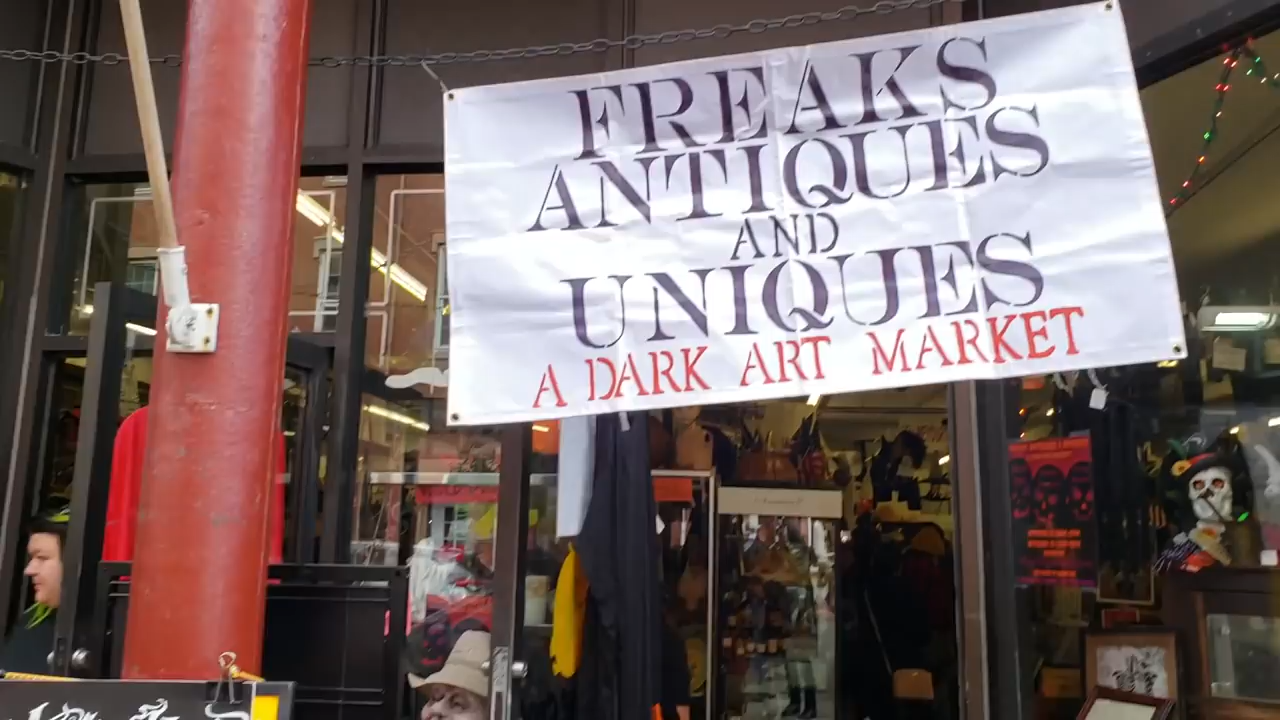 FREAKS
ANTIQUES
AND
UNIQUES
A DARK ART MARKET